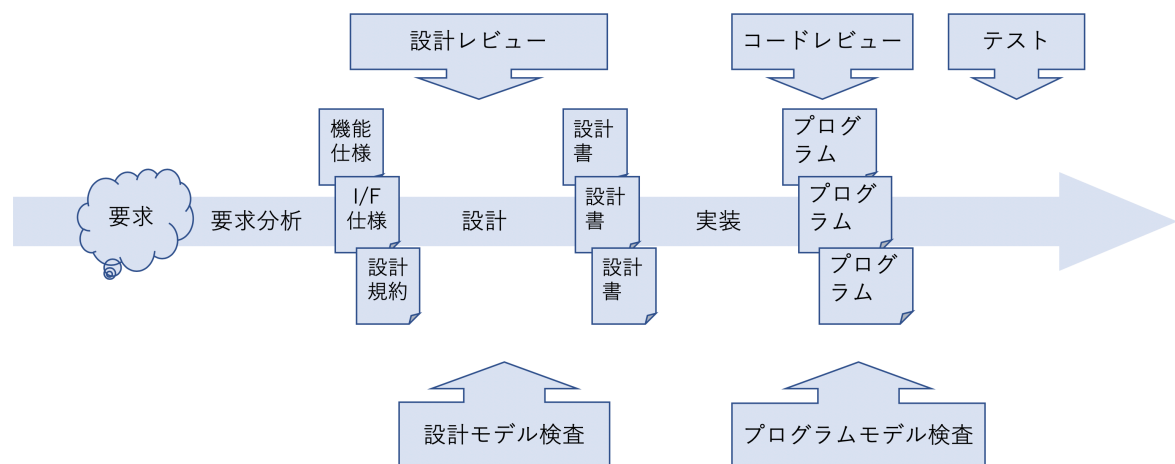 設計レビュー
コードレビュー
テスト
機能
仕様
設計
書
プログ
ラム
要求
要求分析
I/F
仕様
設計
設計
書
実装
プログ
ラム
設計
規約
設計
書
プログ
ラム
設計モデル検査
プログラムモデル検査